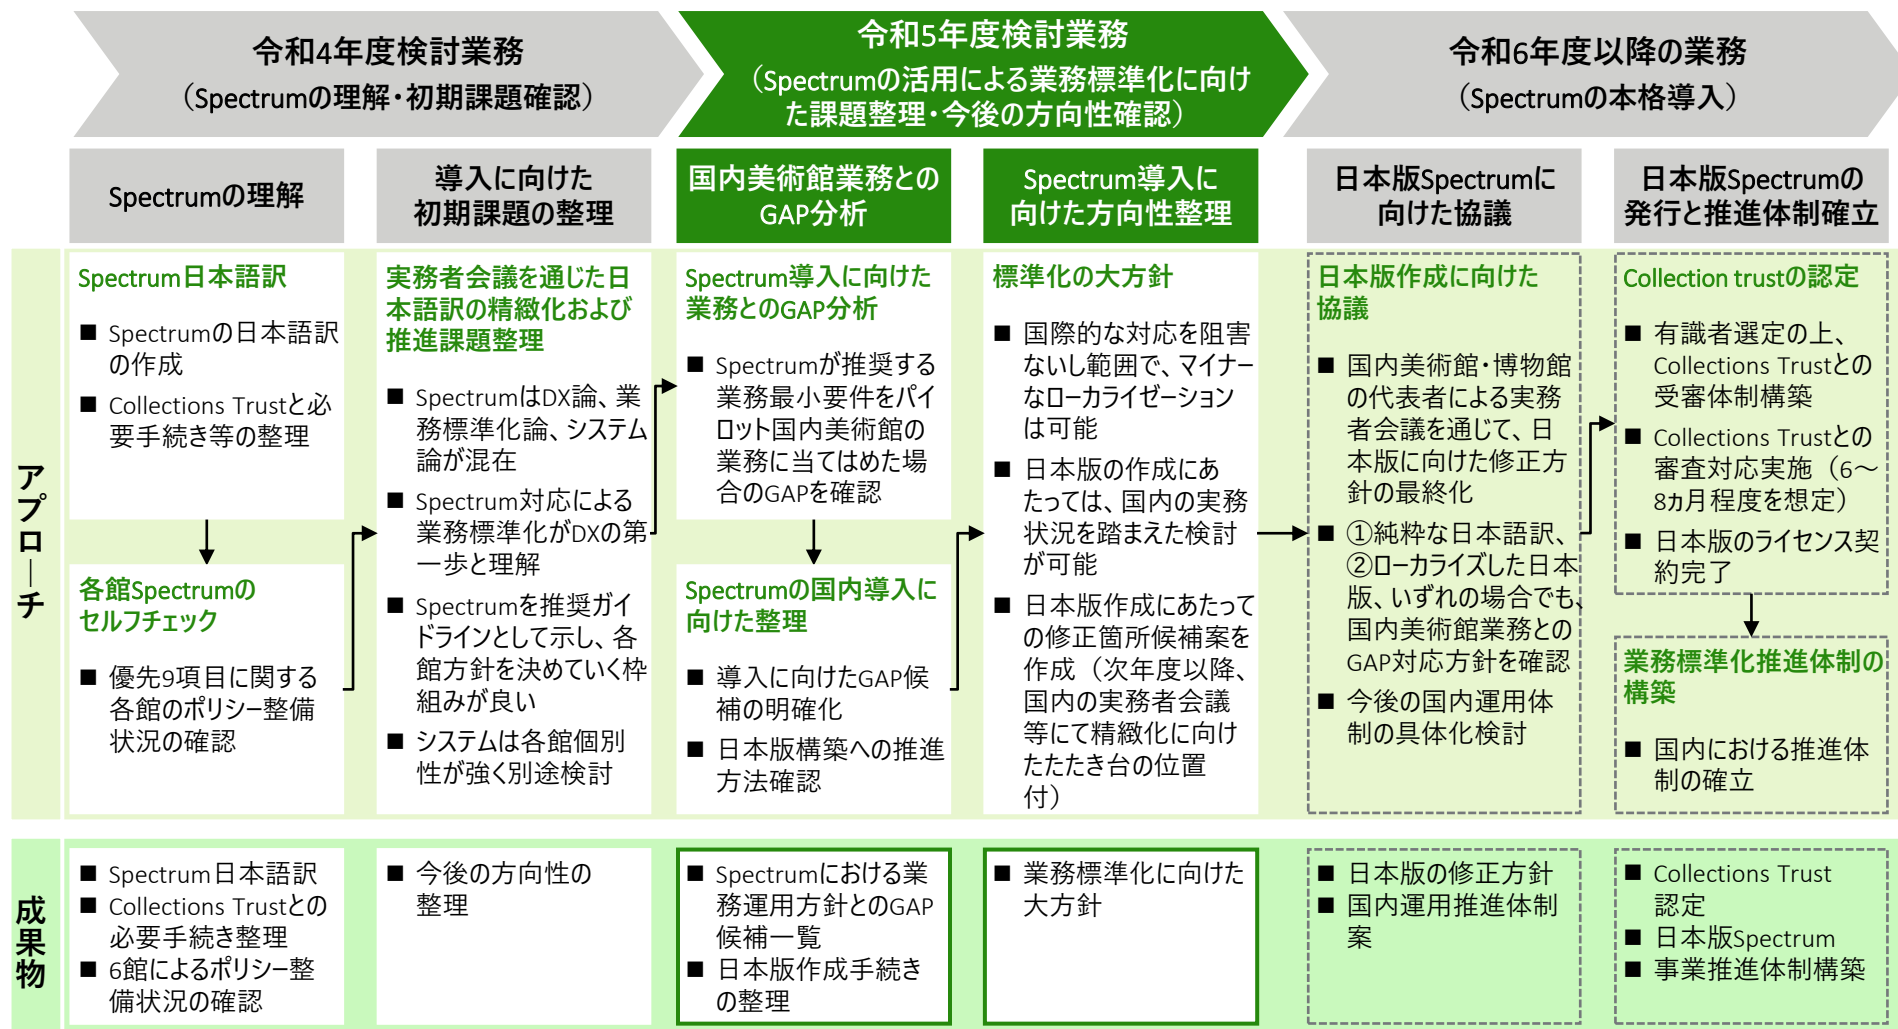 令和4年度検討業務
（Spectrumの理解・初期課題確認）
令和5年度検討業務
（Spectrumの活用による業務標準化に向け
た課題整理・今後の方向性確認）
令和6年度以降の業務
（Spectrumの本格導入）
Spectrumの理解
導入に向けた
初期課題の整理
国内美術館業務との
GAP分析
Spectrum導入に
向けた方向性整理
日本版Spectrumに
向けた協議
日本版Spectrumの
発行と推進体制確立
アプローチ
Spectrum日本語訳
■ Spectrumの日本語訳
の作成
■ Collections Trustと必
要手続き等の整理
各館Spectrumの
セルフチェック
■ 優先9項目に関する
各館のポリシー整備
状況の確認
実務者会議を通じた日
本語訳の精緻化および
推進課題整理
■ SpectrumはDX論、業
務標準化論、システム
論が混在
■ Spectrum対応による
業務標準化がDXの第
一歩と理解
■ Spectrumを推奨ガイ
ドラインとして示し、各
館方針を決めていく枠
組みが良い
■ システムは各館個別
性が強く別途検討
Spectrum導入に向けた
業務とのGAP分析
■ Spectrumが推奨する
業務最小要件をパイ
ロット国内美術館の
業務に当てはめた場
合のGAPを確認
Spectrumの国内導入に
向けた整理
■ 導入に向けたGAP候
補の明確化
■ 日本版構築への推進
方法確認
標準化の大方針
■ 国際的な対応を阻害
ないし範囲で、マイナー
なローカライゼーション
は可能
■ 日本版の作成にあ
たっては、国内の実務
状況を踏まえた検討
が可能
■ 日本版作成にあたって
の修正箇所候補案を
作成（次年度以降、
国内の実務者会議
等にて精緻化に向け
たたたき台の位置
付）
日本版作成に向けた
協議
■ 国内美術館・博物館
の代表者による実務
者会議を通じて、日
本版に向けた修正方
針の最終化
■ ①純粋な日本語訳、
②ローカライズした日本
版、いずれの場合でも、
国内美術館業務との
GAP対応方針を確認
■ 今後の国内運用体
制の具体化検討
Collection trustの認定
■ 有識者選定の上、
Collections Trustとの
受審体制構築
■ Collections Trustとの
審査対応実施（6～
8ヵ月程度を想定）
■ 日本版のライセンス契
約完了
業務標準化推進体制の
構築
■ 国内における推進体
制の確立
成果物
■ Spectrum日本語訳
■ Collections Trustとの
必要手続き整理
■ 6館によるポリシー整
備状況の確認
■ 今後の方向性の
整理
■ Spectrumにおける業
務運用方針とのGAP
候補一覧
■ 日本版作成手続き
の整理
■ 業務標準化に向けた
大方針
■ 日本版の修正方針
■ 国内運用推進体制
案
■ Collections Trust
認定
■ 日本版Spectrum
■ 事業推進体制構築